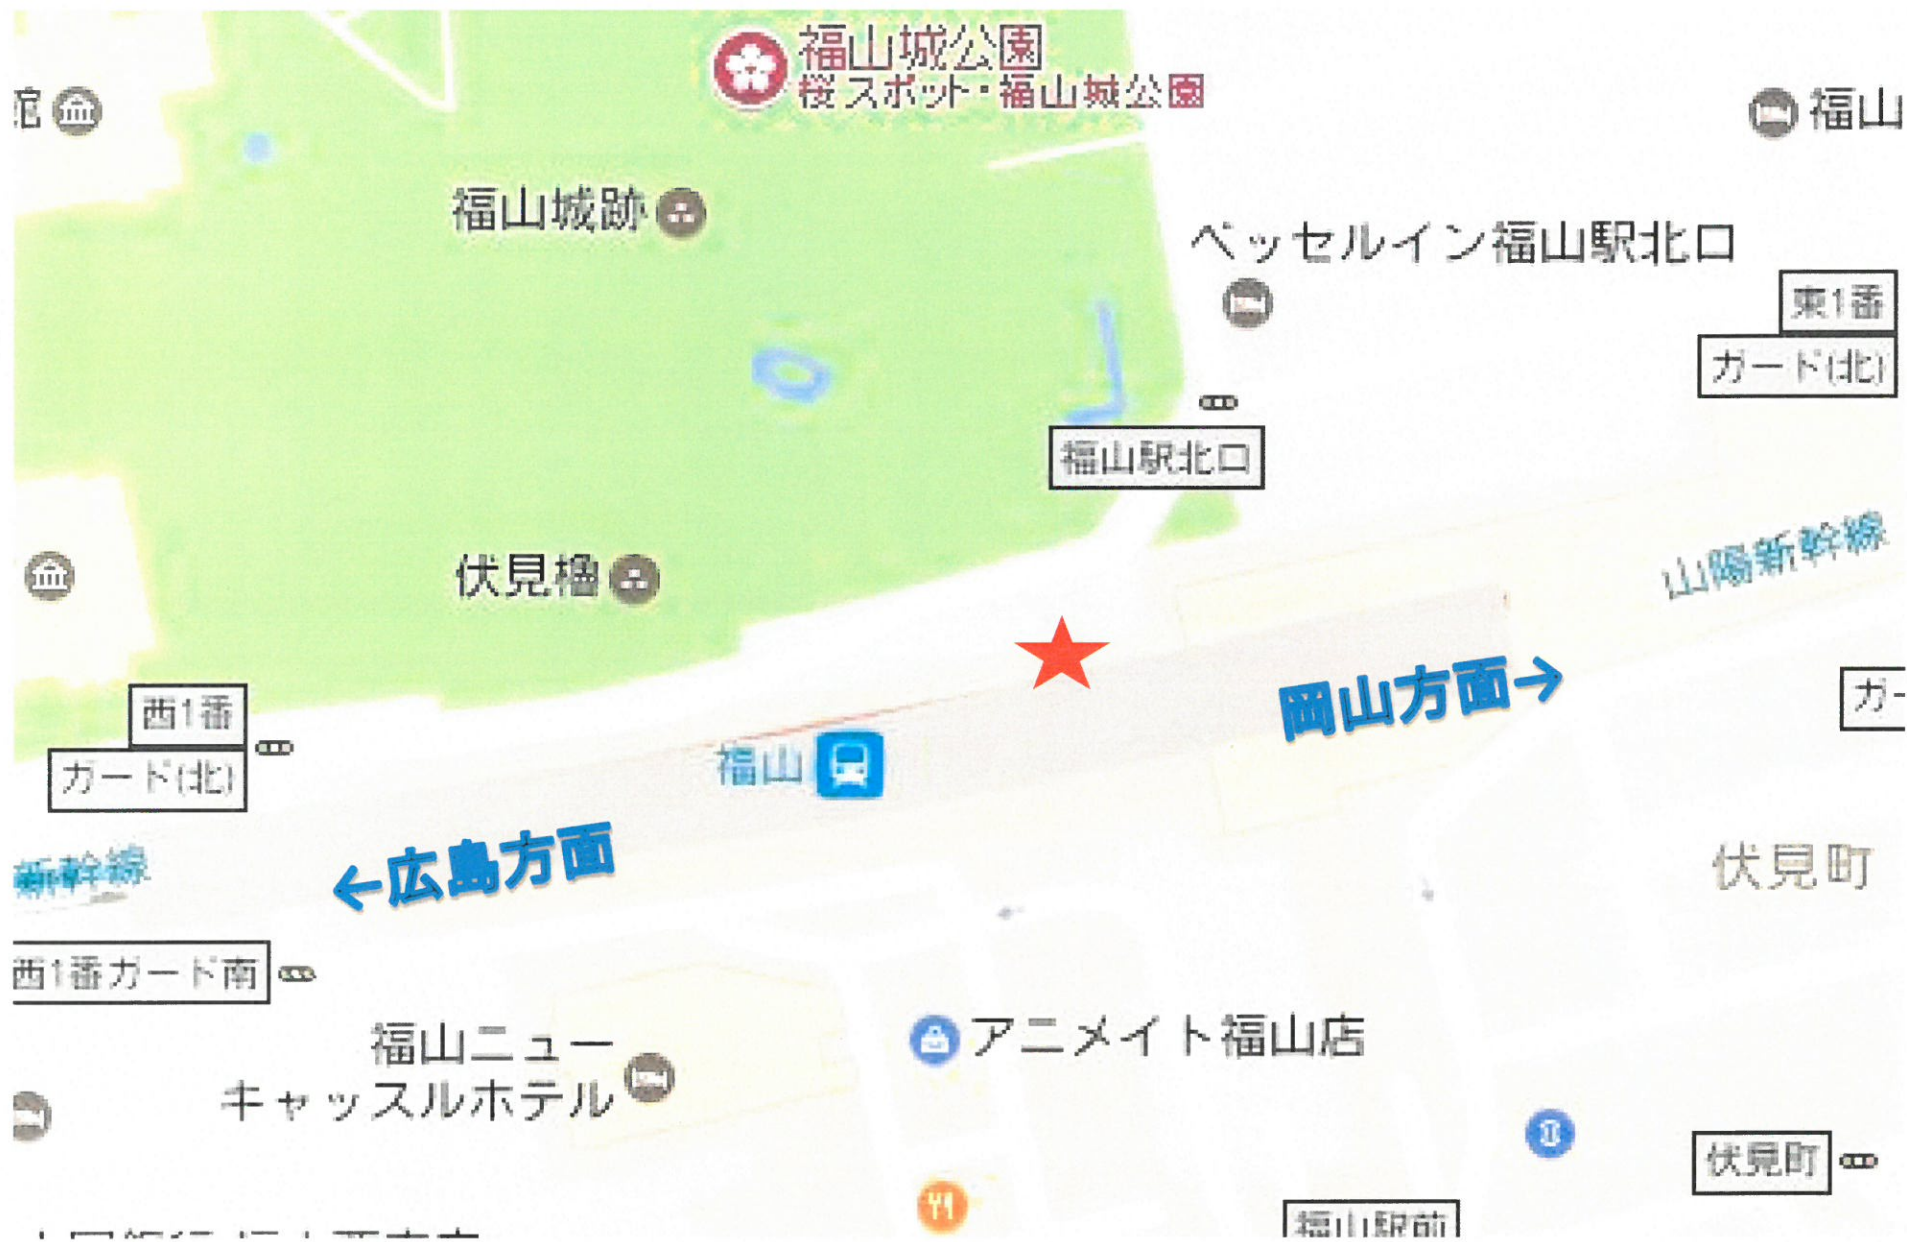 福山城公園
桜スポット・福山城公園
館
福山
福山城跡
ベッセルイン福山駅北口
東1番
ガード(北)
福山駅北口
山陽新幹線
伏見櫓
岡山方面→
西1番
ガード(北)
ガー
福山
←広島方面
新幹線
伏見町
西1番ガード南
アニメイト福山店
福山ニュー
キャッスルホテル
伏見町
福山駅前